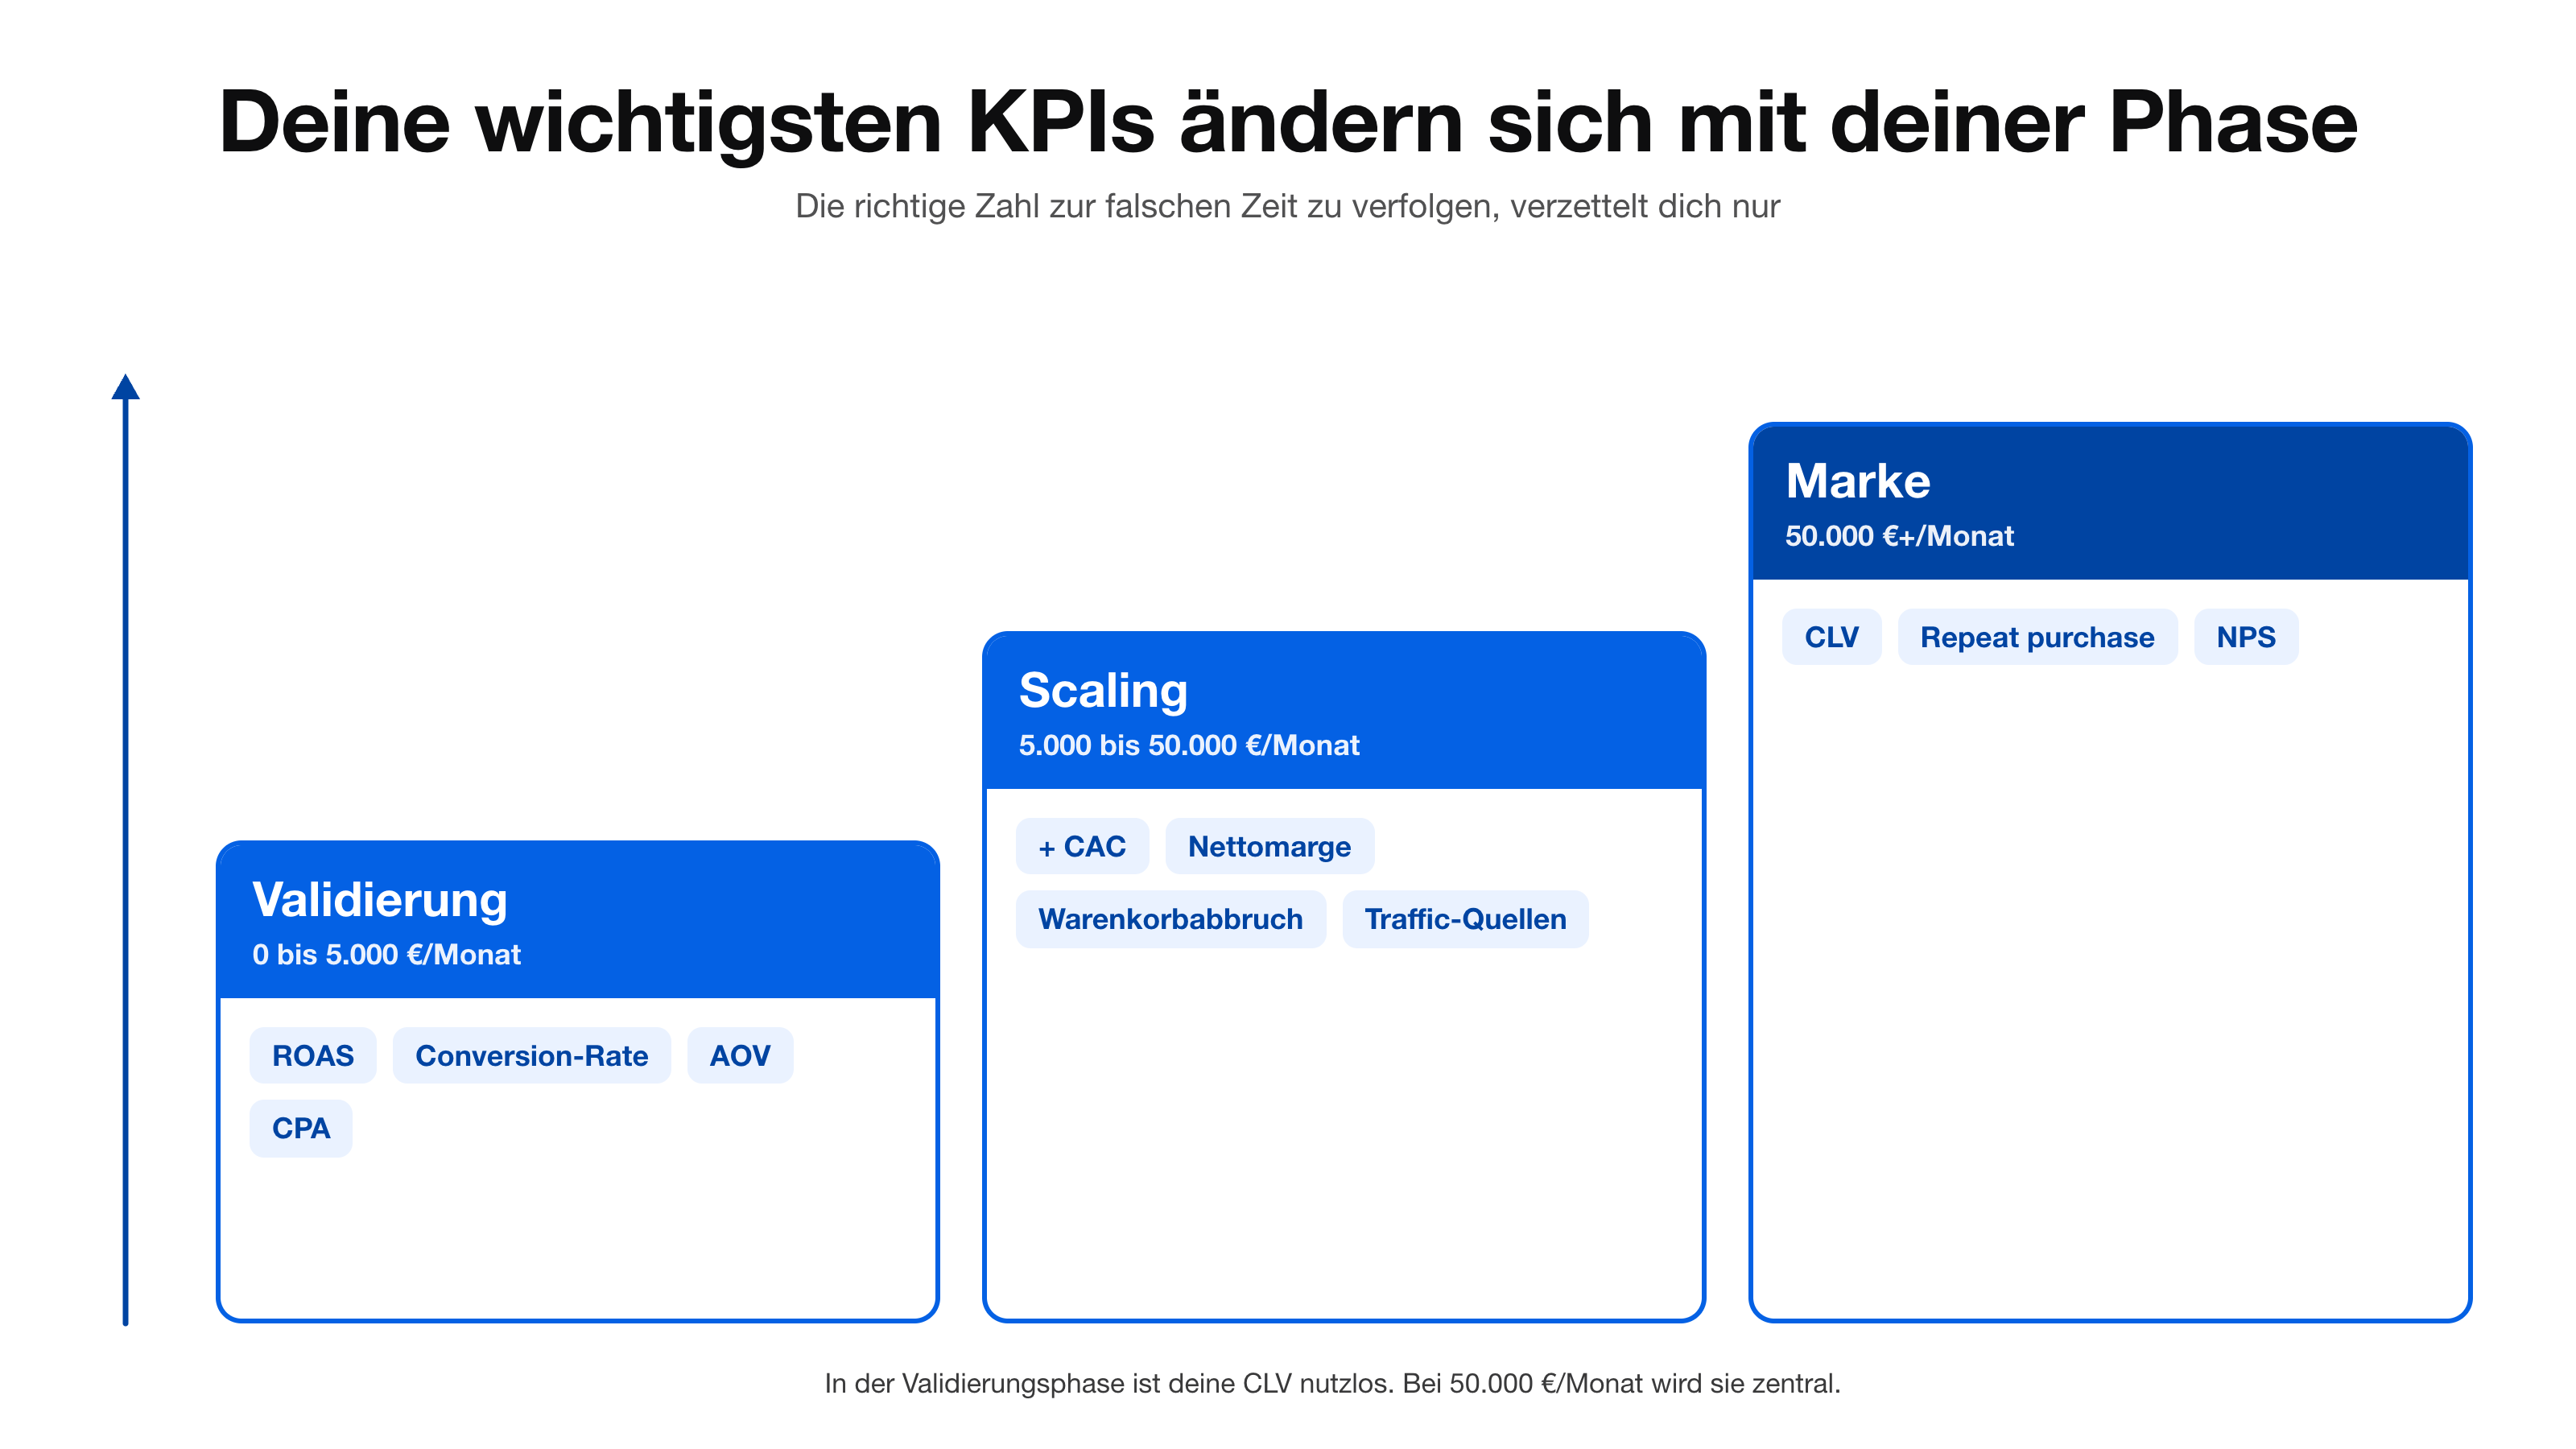 Deine wichtigsten KPIs ändern sich mit deiner Phase
Die richtige Zahl zur falschen Zeit zu verfolgen, verzettelt dich nur
Validierung
0 bis 5.000 €/Monat
ROAS Conversion-Rate AOV
CPA
Scaling
5.000 bis 50.000 €/Monat
+ CAC Nettomarge
Warenkorbabbruch Traffic-Quellen
Marke
50.000 €+/Monat
CLV Repeat purchase NPS
In der Validierungsphase ist deine CLV nutzlos. Bei 50.000 €/Monat wird sie zentral.